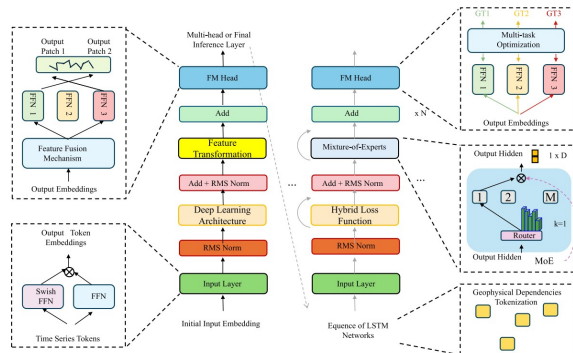 Output
Patch 1
Output
Patch 2
FFN 1
FFN 2
FFN 3
Feature Fusion
Mechanism
Output Embeddings
Output Token
Embeddings
Swish
FFN
FFN
Time Series Tokens
Multi-head or Final
Inference Layer
FM Head
Add
Feature
Transformation
Add + RMS Norm
Deep Learning
Architecture
RMS Norm
Input Layer
Initial Input Embedding
...
FM Head
Add
x N
Mixture-of-Experts
Add + RMS Norm
...
Hybrid Loss
Function
RMS Norm
Input Layer
Equence of LSTM
Networks
GT1
GT2
GT3
Multi-task
Optimization
FFN 1
FFN 2
FFN 3
Output Embeddings
Output Hidden
1 x D
1
2
M
k=1
Router
Output Hidden
MoE
Geophysical Dependencies
Tokenization